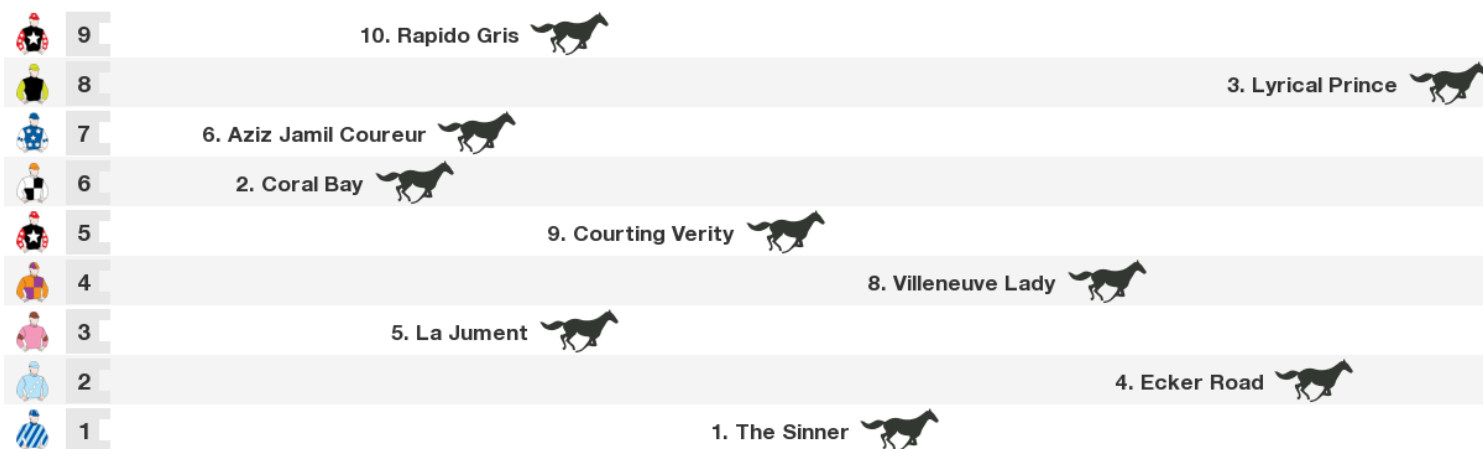 9 10. Rapido Gris
8 3. Lyrical Prince
7 6. Aziz Jamil Coureur
6 2. Coral Bay
5 9. Courting Verity
4 8. Villeneuve Lady
3 5. La Jument
2 4. Ecker Road
1 1. The Sinner